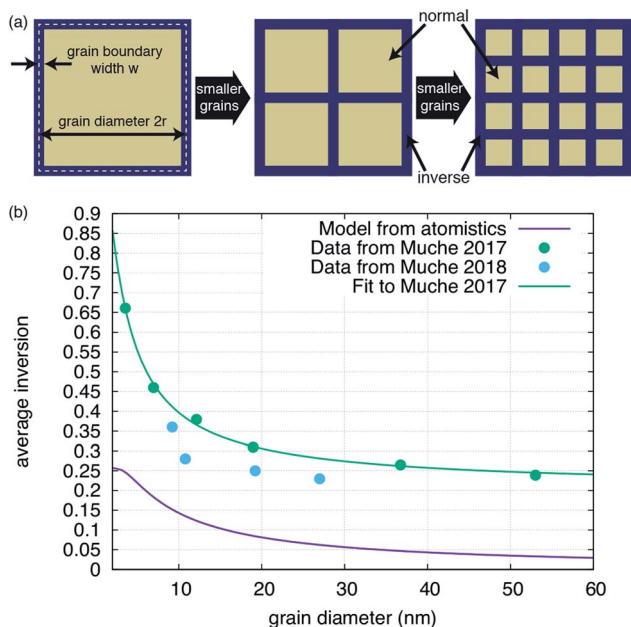 (a)
grain boundary
width w
grain diameter 2r
smaller
grains
normal
inverse
smaller
grains
(b)
0.9
0.85
0.8
0.75
0.7
0.65
0.6
0.55
0.5
0.45
0.4
0.35
0.3
0.25
0.2
0.15
0.1
0.05
0
average inversion
Model from atomistics
Data from Muche 2017
Data from Muche 2018
Fit to Muche 2017
10 20 30 40 50 60
grain diameter (nm)